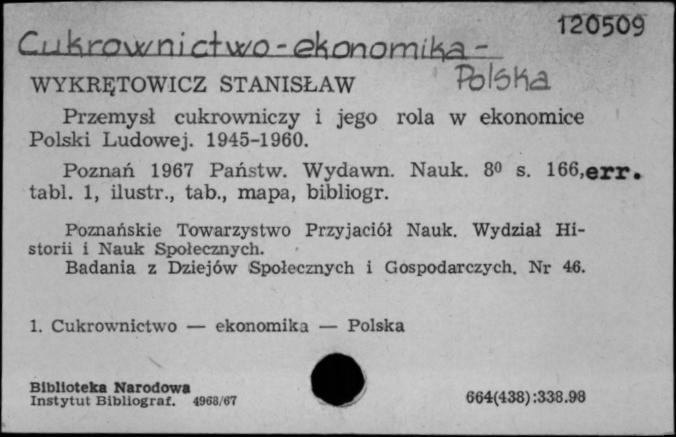 120509
Cukrownictwo - ekonomika -
Polska
WYKRĘTOWICZ STANISŁAW
Przemysł cukrowniczy i jego rola w ekonomice
Polski Ludowej. 1945-1960.
Poznań 1967 Państw. Wydawn. Nauk. 8⁰ s. 166,err.
tabl. 1, ilustr., tab., mapa, bibliogr.
Poznańskie Towarzystwo Przyjaciół Nauk. Wydział Hi-
storii i Nauk Społecznych.
Badania z Dziejów Społecznych i Gospodarczych. Nr 46.
1. Cukrownictwo — ekonomika — Polska
Biblioteka Narodowa
Instytut Bibliograf. 4968/67
664(438):338.98